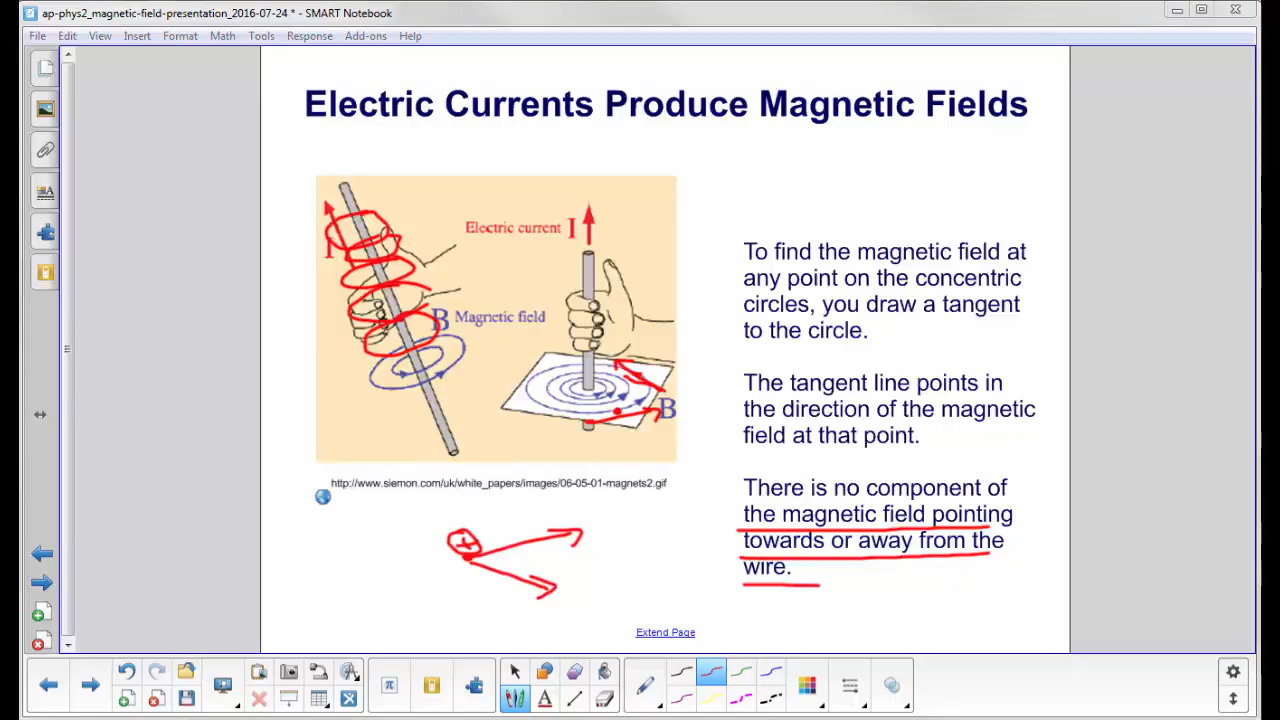 ap-phys2_magnetic-field-presentation_2016-07-24 * - SMART Notebook
File Edit View Insert Format Math Tools Response Add-ons Help
Electric Currents Produce Magnetic Fields
Electric current I
I
B Magnetic field
B
http://www.siemon.com/uk/white_papers/images/06-05-01-magnets2.gif
+
To find the magnetic field at
any point on the concentric
circles, you draw a tangent
to the circle.
The tangent line points in
the direction of the magnetic
field at that point.
There is no component of
the magnetic field pointing
towards or away from the
wire.
Extend Page
π
A